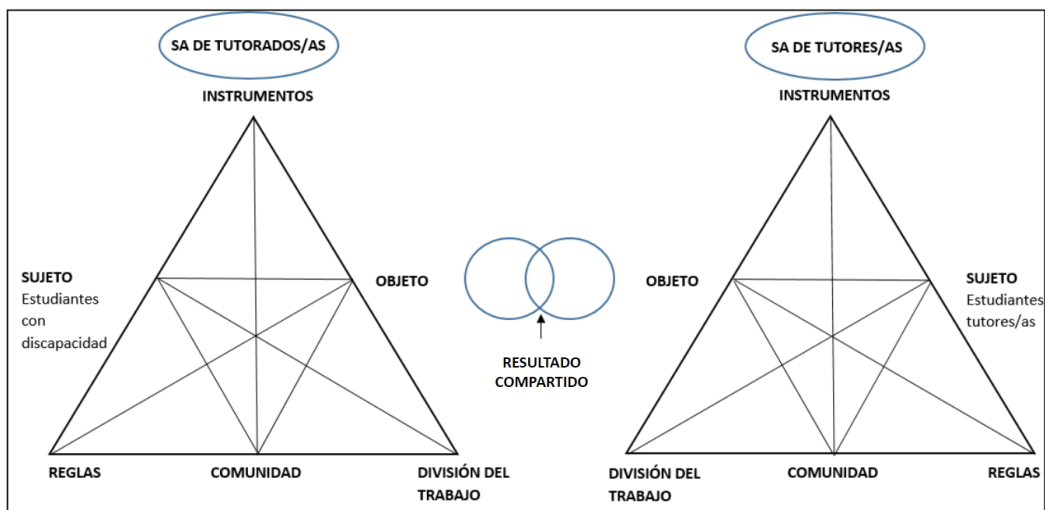 SA DE TUTORADOS/AS
INSTRUMENTOS
SUJETO
Estudiantes
con
discapacidad
OBJETO
REGLAS
COMUNIDAD
DIVISIÓN DEL
TRABAJO
RESULTADO
COMPARTIDO
SA DE TUTORES/AS
INSTRUMENTOS
OBJETO
SUJETO
Estudiantes
tutores/as
DIVISIÓN DEL
TRABAJO
COMUNIDAD
REGLAS